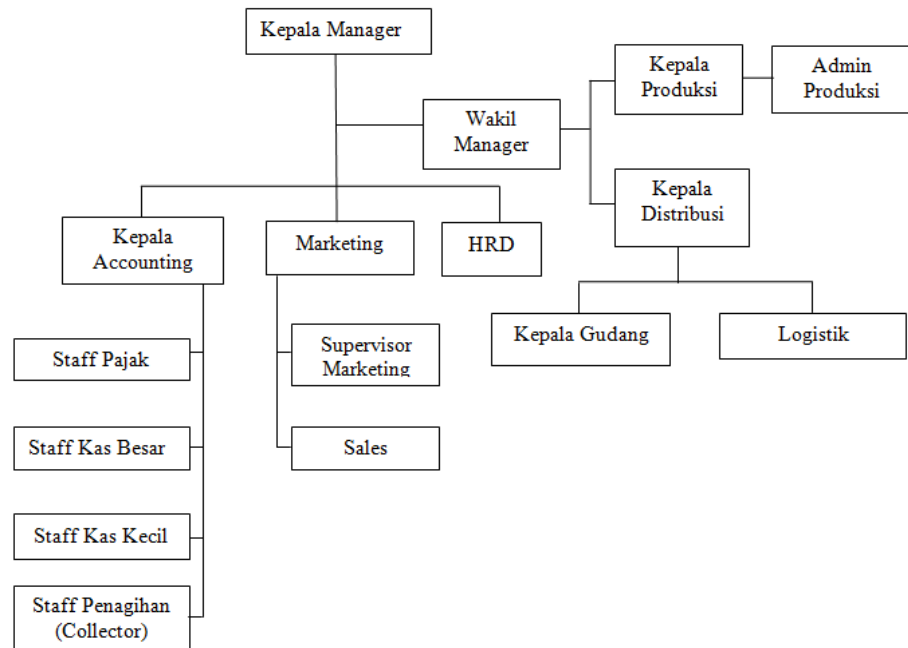 Kepala Manager
Kepala
Produksi
Admin
Produksi
Wakil
Manager
Kepala
Distribusi
Kepala
Accounting
Marketing
HRD
Kepala Gudang
Logistik
Staff Pajak
Supervisor
Marketing
Staff Kas Besar
Sales
Staff Kas Kecil
Staff Penagihan
(Collector)